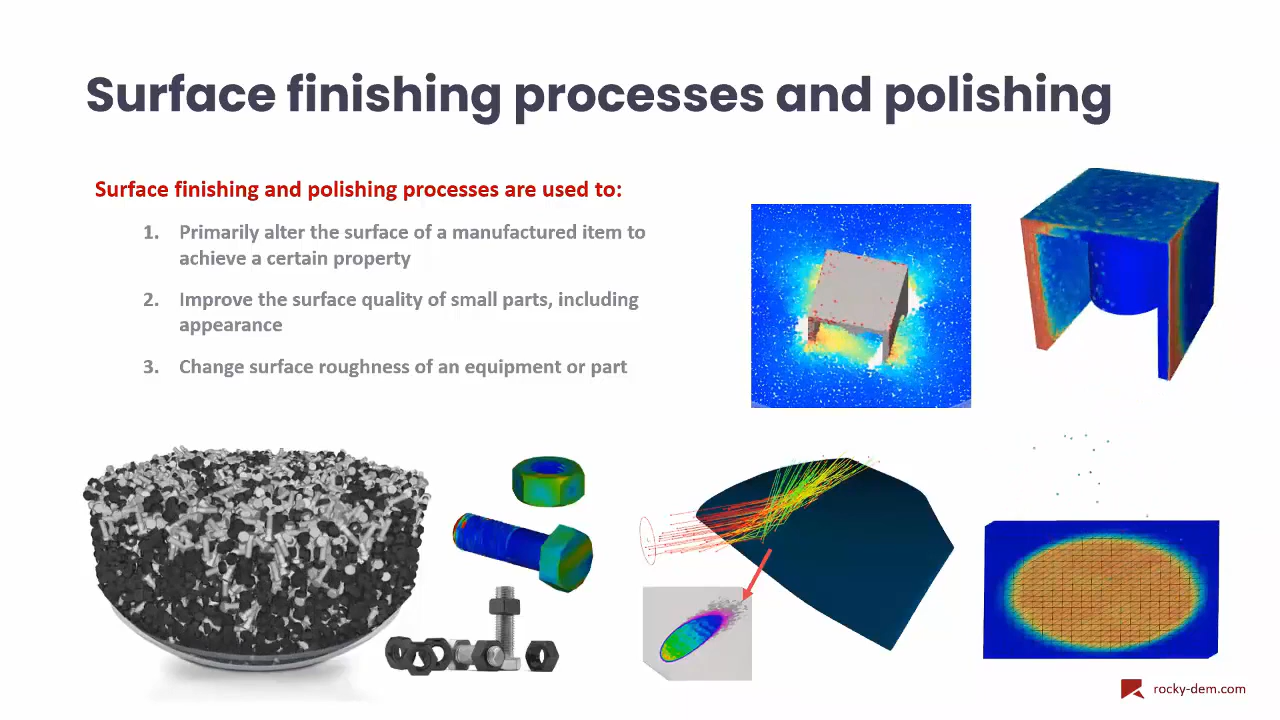 Surface finishing processes and polishing
Surface finishing and polishing processes are used to:
1. Primarily alter the surface of a manufactured item to
achieve a certain property
2. Improve the surface quality of small parts, including
appearance
3. Change surface roughness of an equipment or part
rocky-dem.com